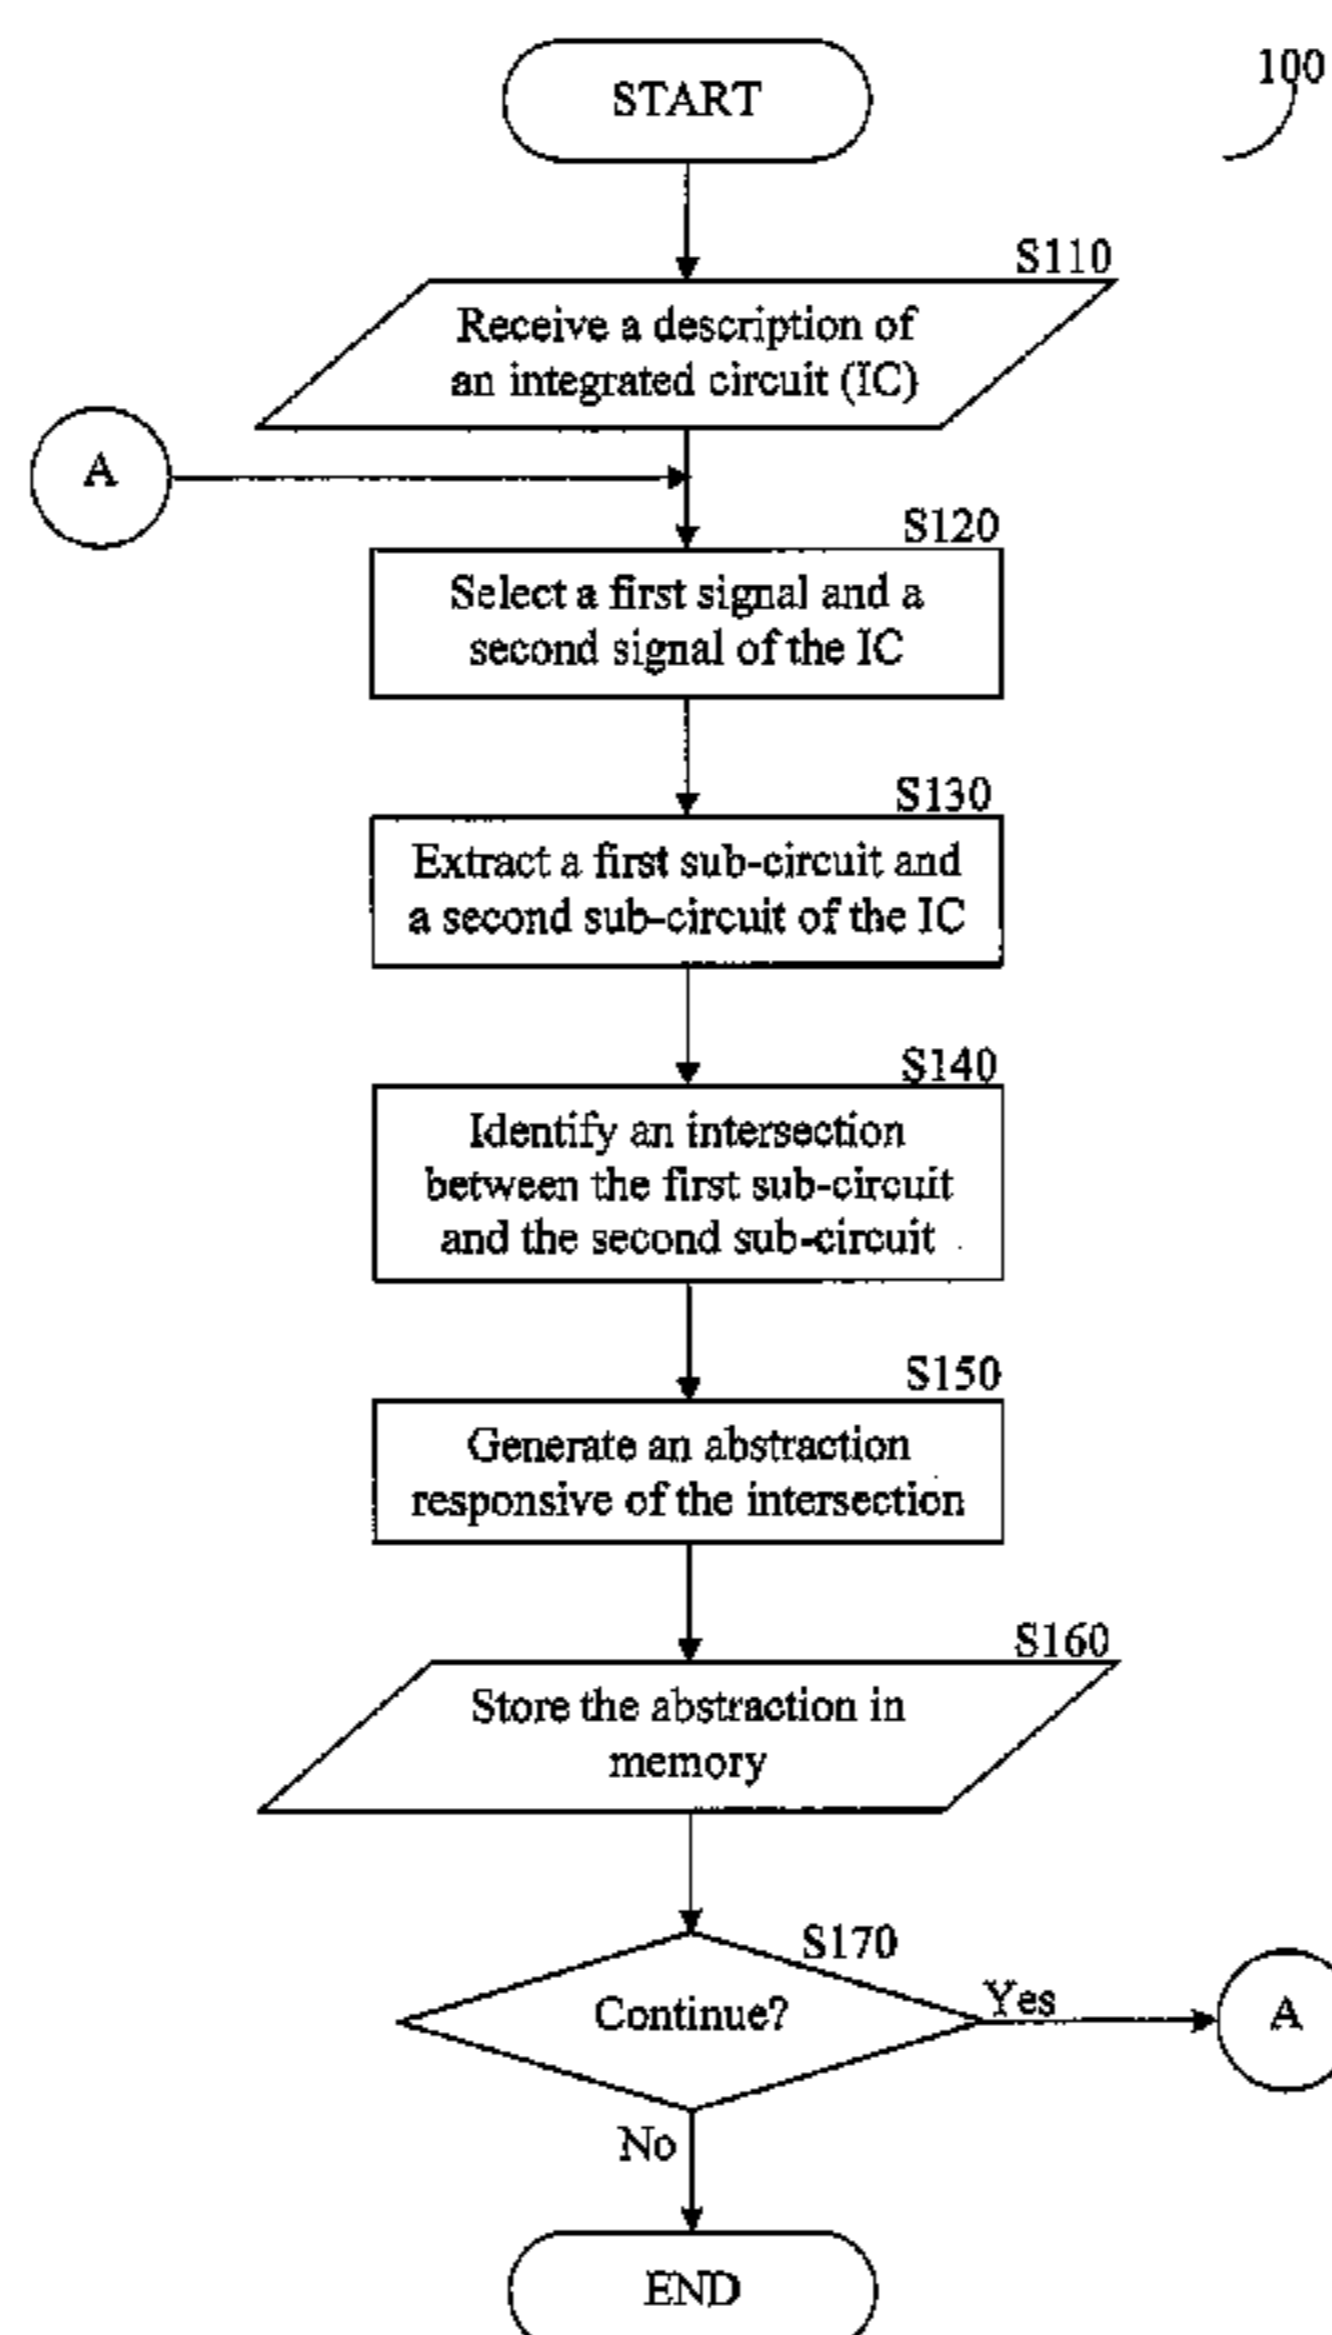 START
100
S110
Receive a description of
an integrated circuit (IC)
A
S120
Select a first signal and a
second signal of the IC
S130
Extract a first sub-circuit and
a second sub-circuit of the IC
S140
Identify an intersection
between the first sub-circuit
and the second sub-circuit
S150
Generate an abstraction
responsive of the intersection
S160
Store the abstraction in
memory
S170
Continue?
Yes
A
No
END